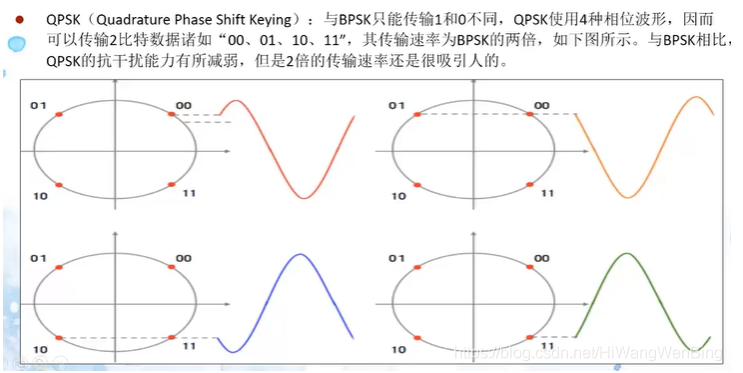 QPSK（Quadrature Phase Shift Keying）：与BPSK只能传输1和0不同，QPSK使用4种相位波形，因而
可以传输2比特数据诸如“00、01、10、11”，其传输速率为BPSK的两倍，如下图所示。与BPSK相比，
QPSK的抗干扰能力有所减弱，但是2倍的传输速率还是很吸引人的。
01 00
10 11
01 00
10 11
01 00
10 11
01 00
10 11
https://blog.csdn.net/HiWangWenBing